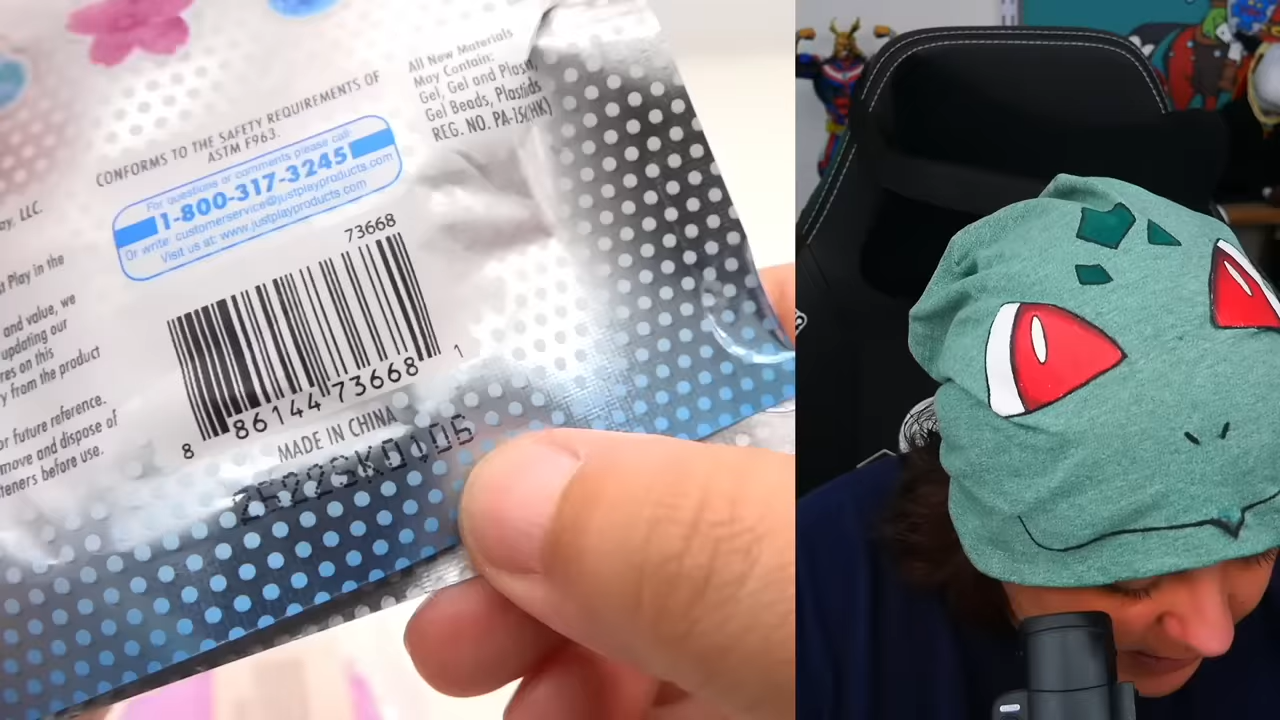 ay, LLC.
t Play in the
and value, we
updating our
res on this
y from the product
or future reference.
move and dispose of
teners before use.
CONFORMS TO THE SAFETY REQUIREMENTS OF
ASTM F963.
For questions or comments please call:
1-800-317-3245
Or write: customerservice@justplayproducts.com
Visit us at: www.justplayproducts.com
73668
8 86144 73668 1
MADE IN CHINA
All New Materials
May Contain:
Gel, Gel and Plastic,
Gel Beads, Plastids
REG. NO. PA-15(HK)